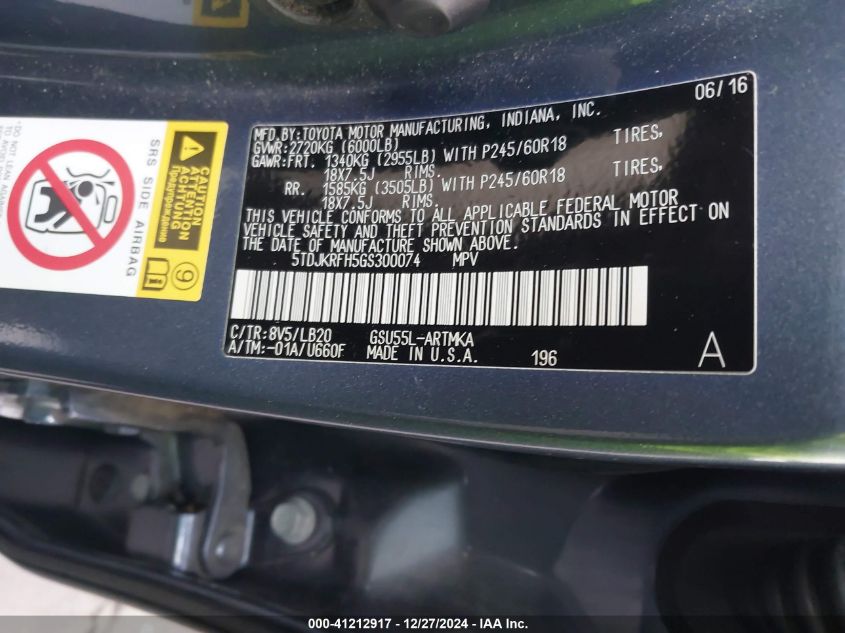 06/16
MFD.BY:TOYOTA MOTOR MANUFACTURING, INDIANA, INC.
GVWR:2720KG (6000LB)
GAWR:FRT. 1340KG (2955LB) WITH P245/60R18 TIRES,
18X7.5J RIMS.
RR. 1585KG (3505LB) WITH P245/60R18 TIRES,
18X7.5J RIMS.
THIS VEHICLE CONFORMS TO ALL APPLICABLE FEDERAL MOTOR
VEHICLE SAFETY AND THEFT PREVENTION STANDARDS IN EFFECT ON
THE DATE OF MANUFACTURE SHOWN ABOVE.
5TDJKRFH5GS300074 MPV
C/TR:8V5/LB20 GSU55L-ARTMKA
A/TM:-01A/U660F MADE IN U.S.A. 196 A
CAUTION
ATTENTION
ACHTUNG
Предупреждение
SRS SIDE AIRBAG
9
000-41212917 - 12/27/2024 - IAA Inc.